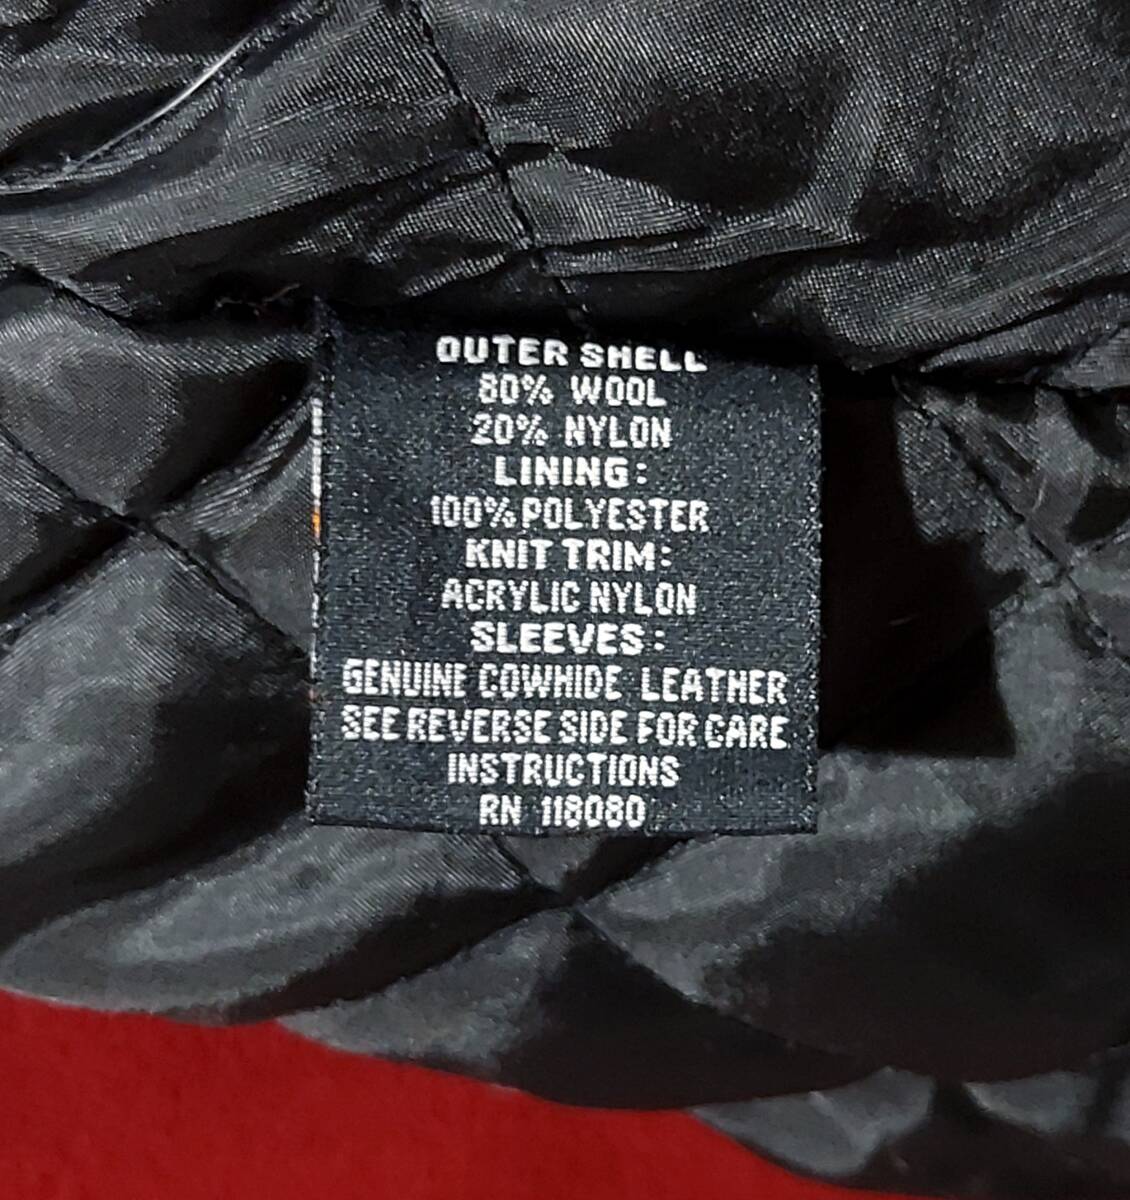 OUTER SHELL
80% WOOL
20% NYLON
LINING:
100% POLYESTER
KNIT TRIM:
ACRYLIC NYLON
SLEEVES:
GENUINE COWHIDE LEATHER
SEE REVERSE SIDE FOR CARE
INSTRUCTIONS
RN 118080